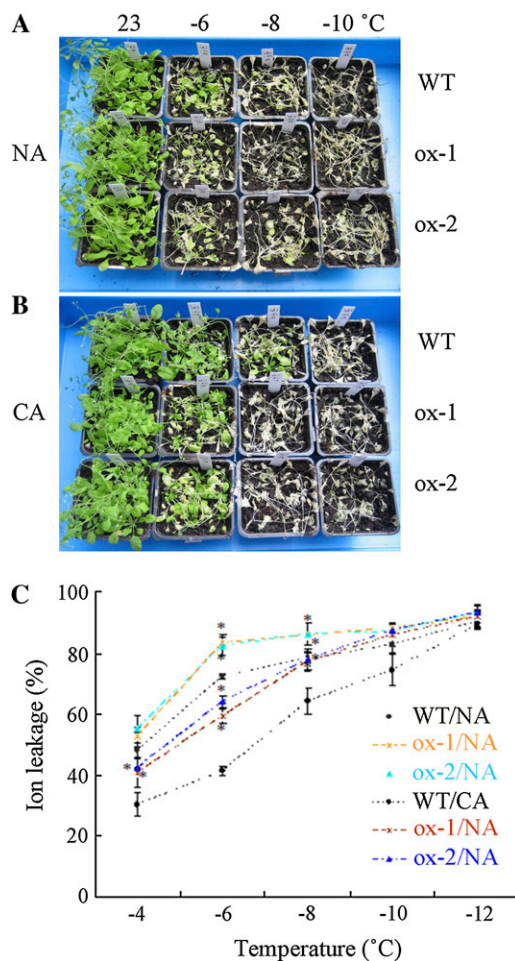 A
23 -6 -8 -10 ˚C
NA
WT
ox-1
ox-2
B
CA
WT
ox-1
ox-2
C
Ion leakage (%)
100
80
60
40
20
0
-4 -6 -8 -10 -12
Temperature (˚C)
* * * * * * * * *
WT/NA
ox-1/NA
ox-2/NA
WT/CA
ox-1/NA
ox-2/NA